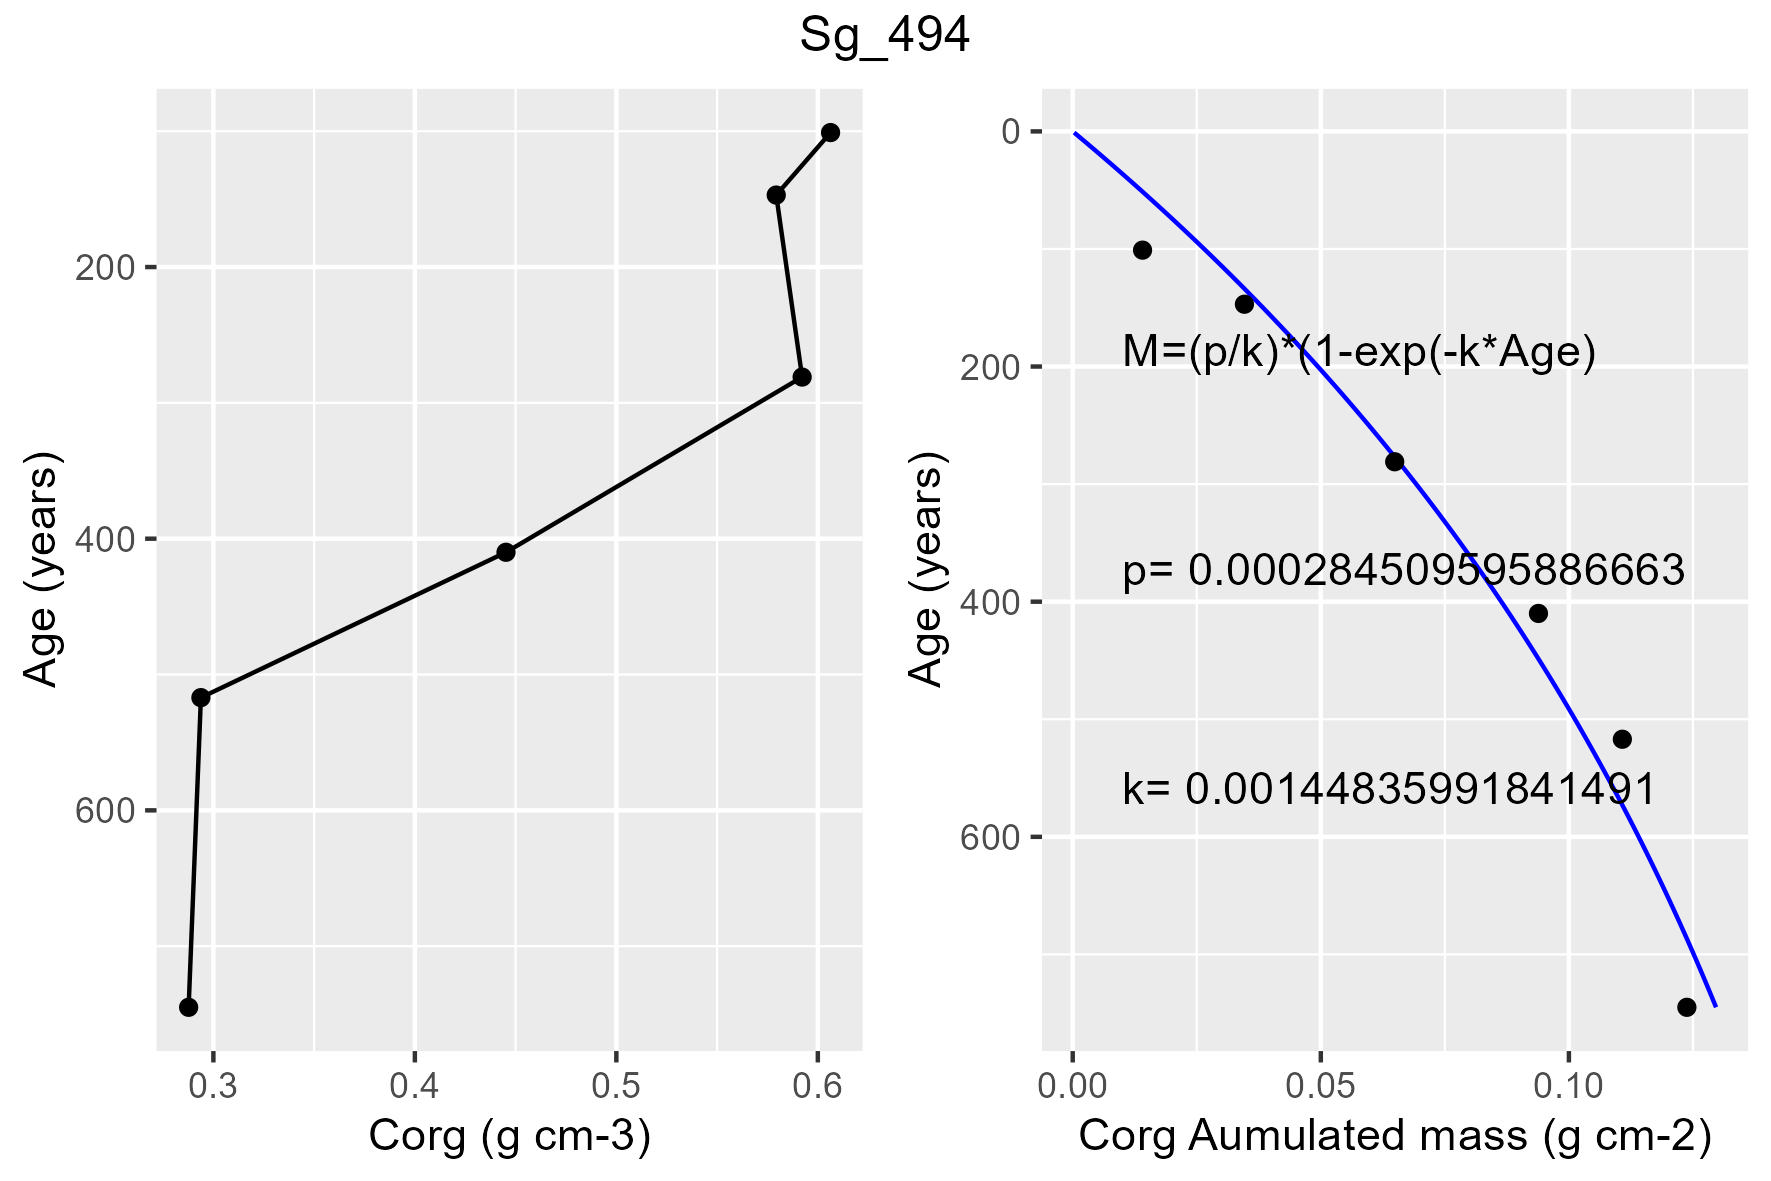 Sg_494
200
400
600
Age (years)
0.3
0.4
0.5
0.6
Corg (g cm-3)
0
200
400
600
Age (years)
M=(p/k)*(1-exp(-k*Age)
p= 0.000284509595886663
k= 0.00144835991841491
0.00
0.05
0.10
Corg Aumulated mass (g cm-2)